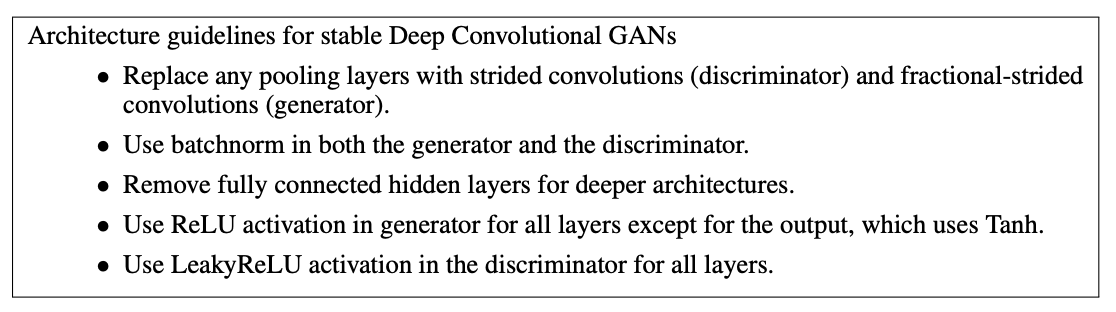 Architecture guidelines for stable Deep Convolutional GANs
• Replace any pooling layers with strided convolutions (discriminator) and fractional-strided
convolutions (generator).
• Use batchnorm in both the generator and the discriminator.
• Remove fully connected hidden layers for deeper architectures.
• Use ReLU activation in generator for all layers except for the output, which uses Tanh.
• Use LeakyReLU activation in the discriminator for all layers.